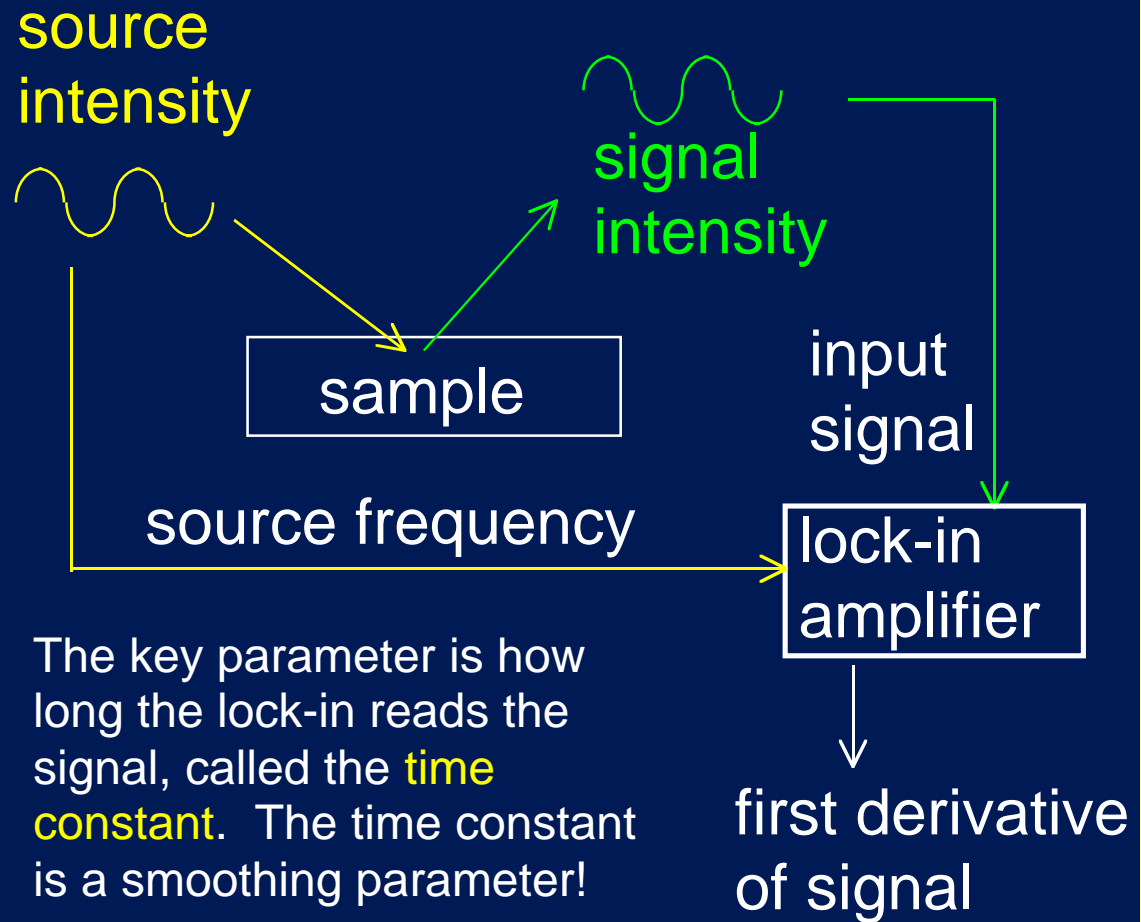 source
intensity
signal
intensity
sample
input
signal
source frequency
lock-in
amplifier
The key parameter is how
long the lock-in reads the
signal, called the time
constant.  The time constant
is a smoothing parameter!
first derivative
of signal